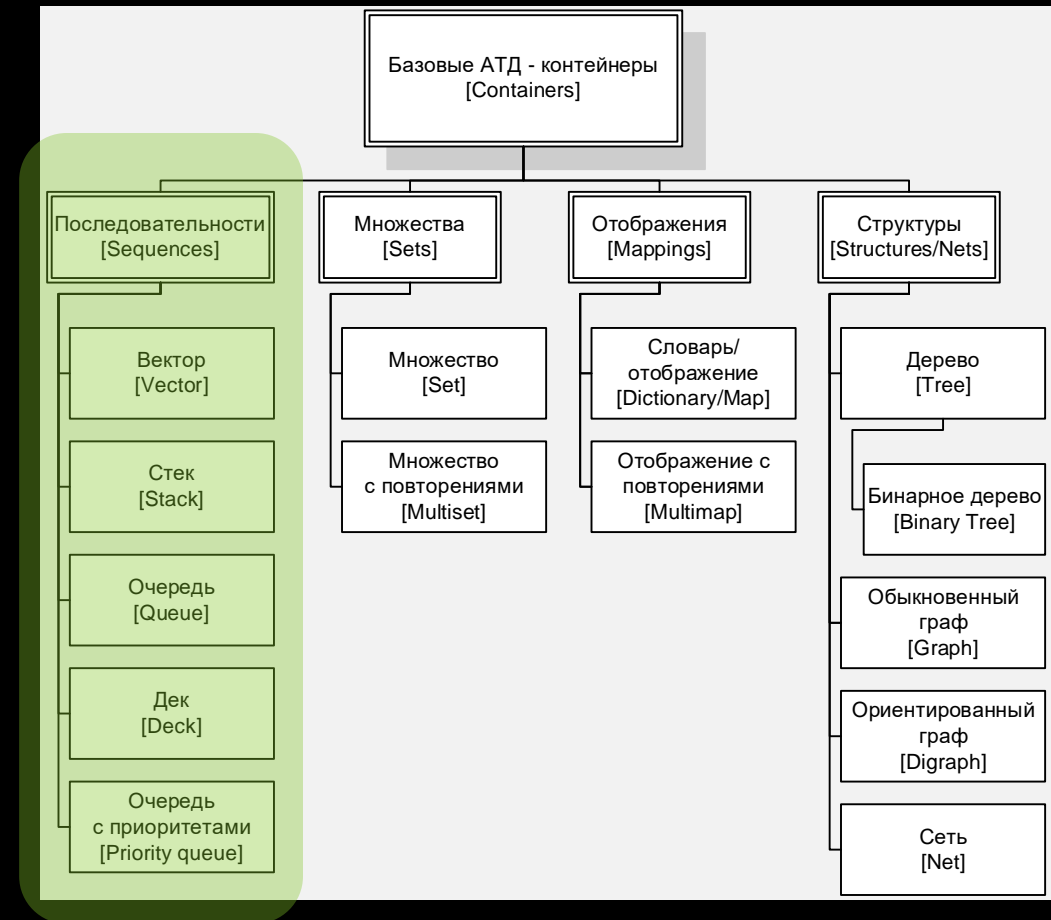 Базовые АТД - контейнеры
[Containers]
Последовательности
[Sequences]
Вектор
[Vector]
Стек
[Stack]
Очередь
[Queue]
Дек
[Deck]
Очередь
с приоритетами
[Priority queue]
Множества
[Sets]
Множество
[Set]
Множество
с повторениями
[Multiset]
Отображения
[Mappings]
Словарь/
отображение
[Dictionary/Map]
Отображение с
повторениями
[Multimap]
Структуры
[Structures/Nets]
Дерево
[Tree]
Бинарное дерево
[Binary Tree]
Обыкновенный
граф
[Graph]
Ориентированный
граф
[Digraph]
Сеть
[Net]